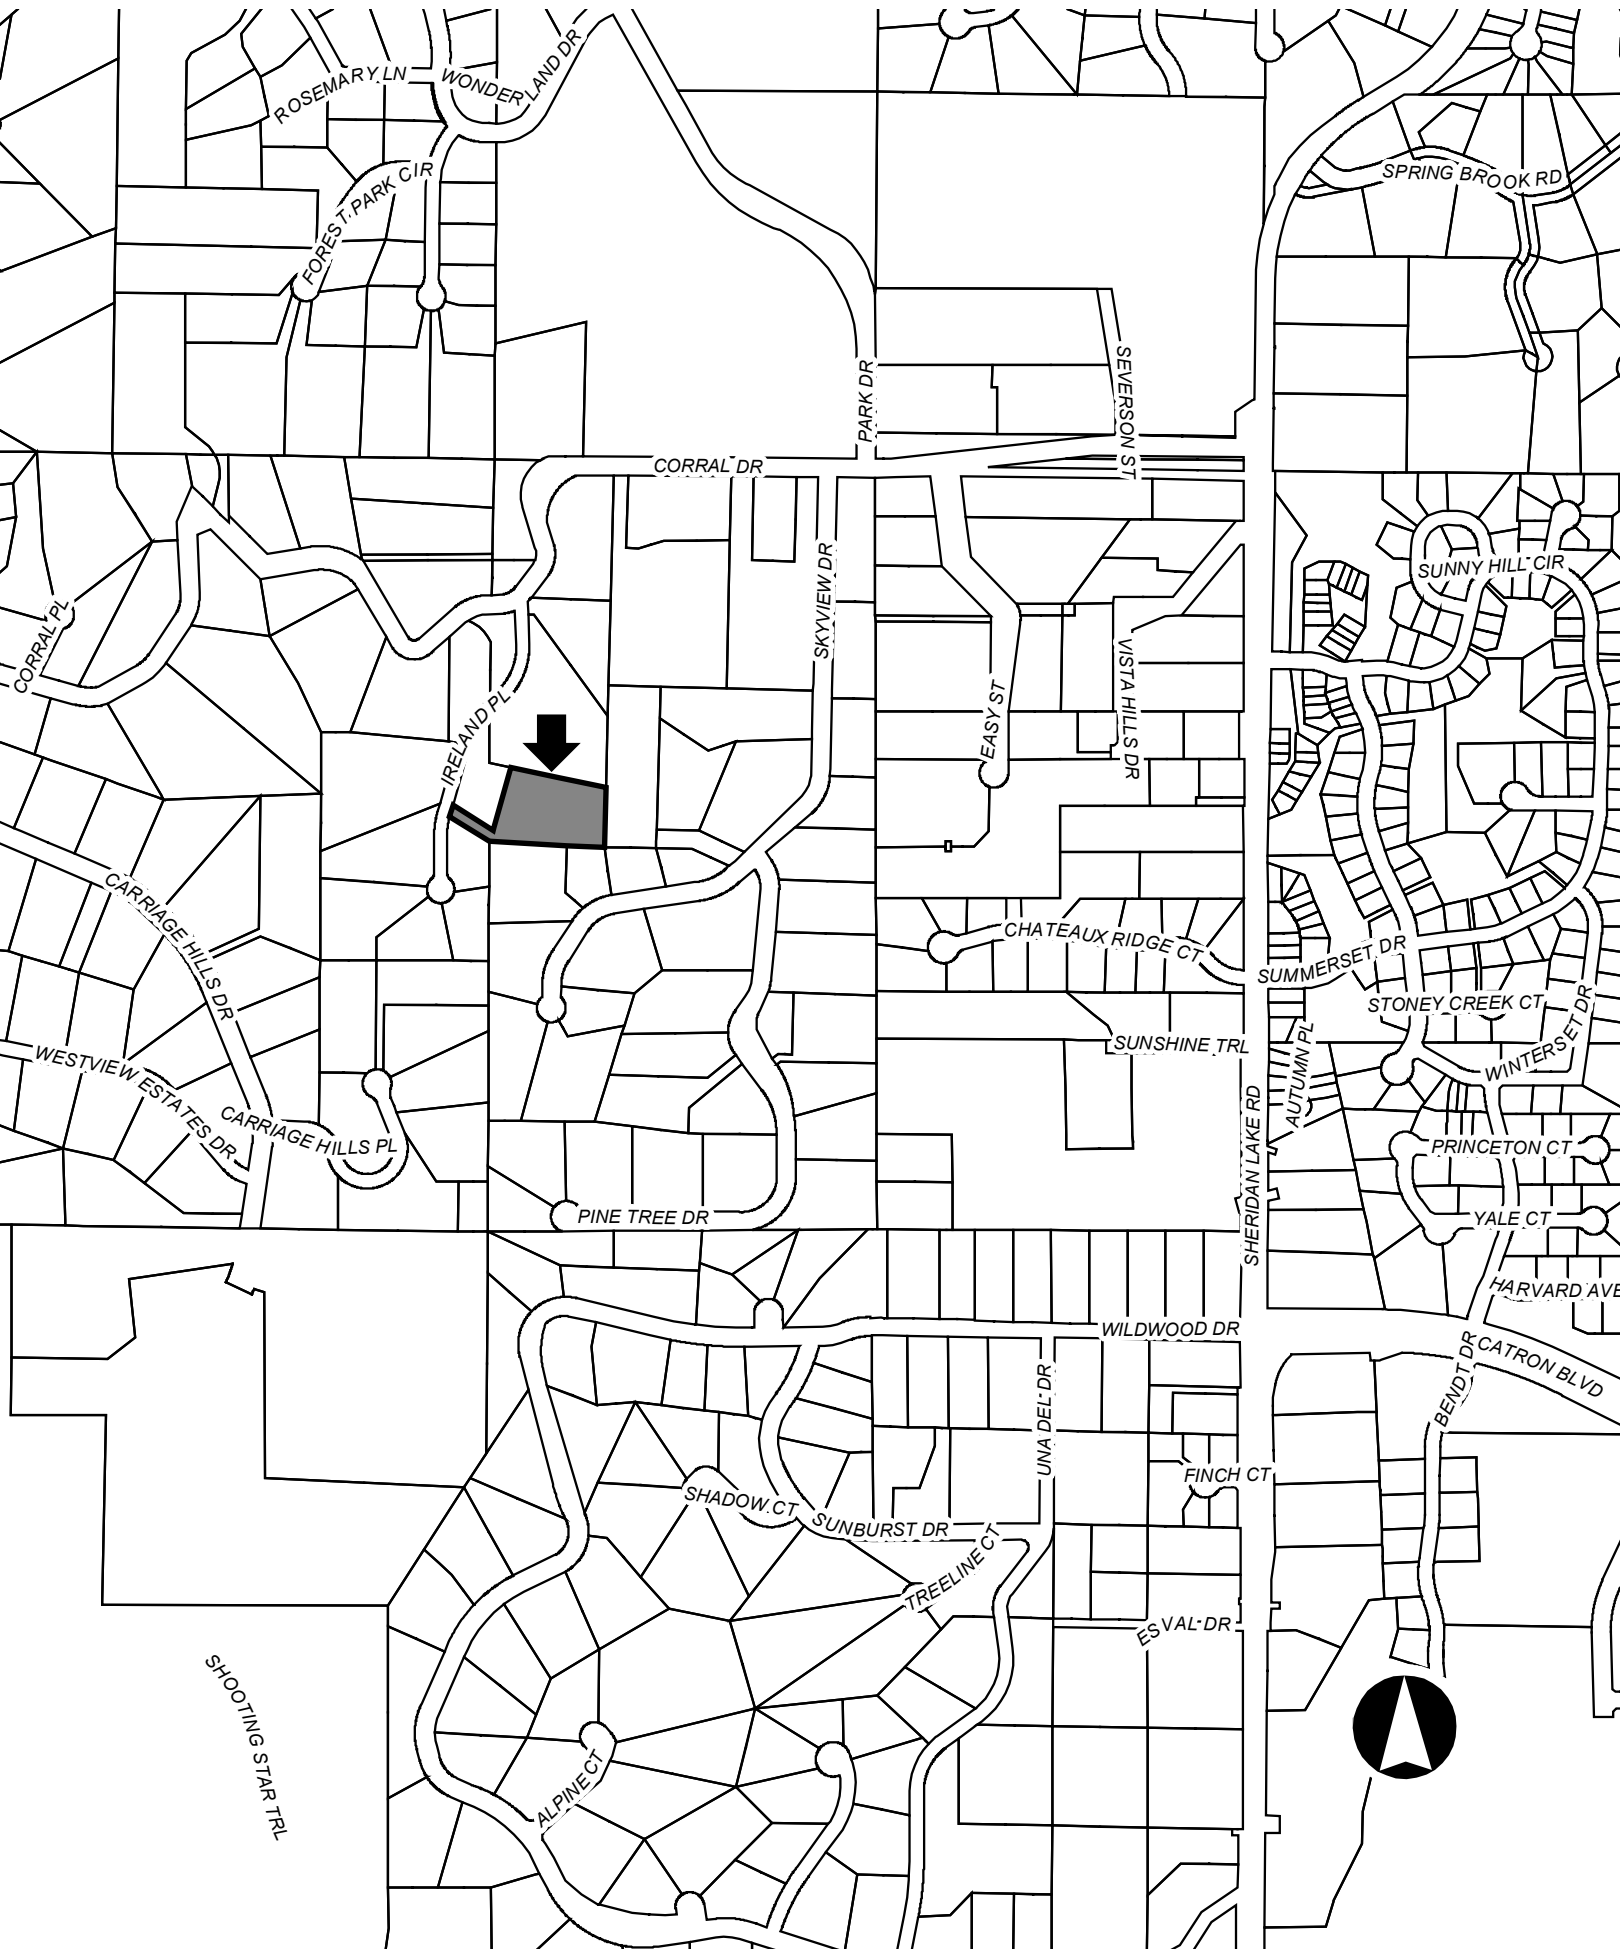 ROSEMARY LN
WONDERLAND DR
FOREST PARK CIR
SPRING BROOK RD
PARK DR
SEVERSON ST
CORRAL DR
SKYVIEW DR
SUNNY HILL CIR
CORRAL PL
VISTA HILLS DR
EASY ST
IRELAND PL
CARRIAGE HILLS DR
CHATEAUX RIDGE CT
SUMMERSET DR
STONEY CREEK CT
WINTERSET DR
SUNSHINE TRL
AUTUMN PL
WESTVIEW ESTATES DR
CARRIAGE HILLS PL
SHERIDAN LAKE RD
PRINCETON CT
PINE TREE DR
YALE CT
HARVARD AVE
WILDWOOD DR
CATRON BLVD
BENDT DR
UNA DEL DR
FINCH CT
SHADOW CT
SUNBURST DR
TREELINE CT
ESVAL DR
SHOOTING STAR TRL
ALPINE CT